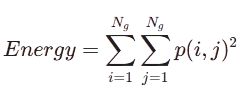 $Energy = \sum_{i=1}^{N_g} \sum_{j=1}^{N_g} p(i,j)^2$